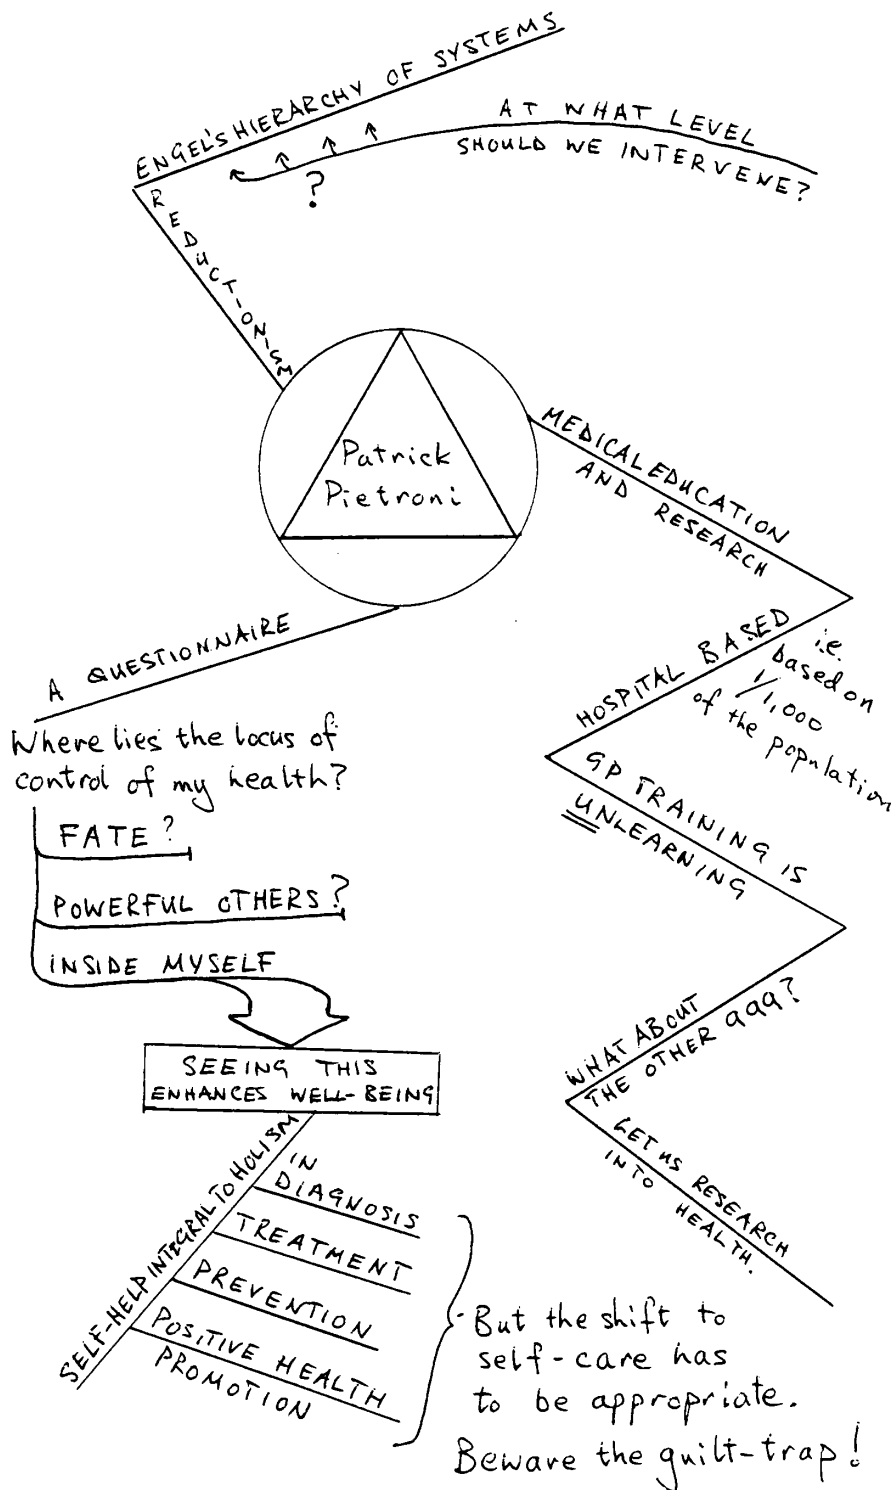 ENGEL'S HIERARCHY OF SYSTEMS
AT WHAT LEVEL
SHOULD WE INTERVENE?
?
REDUCTIONISM
Patrick
Pietroni
MEDICAL EDUCATION
AND RESEARCH
HOSPITAL BASED
i.e.
based on
1/1,000
of the population
GP TRAINING IS
UNLEARNING
WHAT ABOUT
THE OTHER 999?
LET US RESEARCH
INTO HEALTH.
A QUESTIONNAIRE
Where lies the locus of
control of my health?
FATE?
POWERFUL OTHERS?
INSIDE MYSELF
SEEING THIS
ENHANCES WELL-BEING
SELF-HELP INTEGRAL TO HOLISM
IN
DIAGNOSIS
TREATMENT
PREVENTION
POSITIVE HEALTH
PROMOTION
But the shift to
self-care has
to be appropriate.
Beware the guilt-trap!